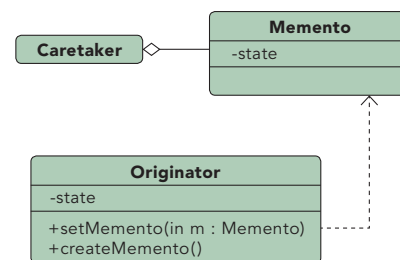 Memento
Caretaker
-state
Originator
-state
+setMemento(in m : Memento)
+createMemento()